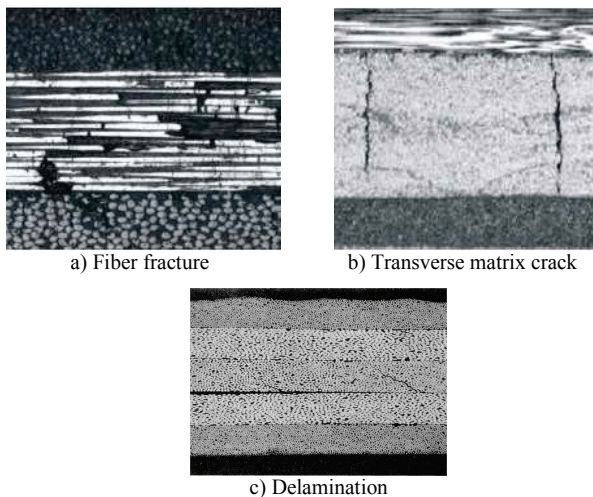 a) Fiber fracture
b) Transverse matrix crack
c) Delamination